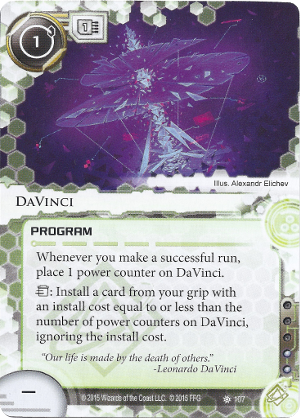 1
1
Illus. Alexandr Elichev
DaVinci
PROGRAM
Whenever you make a successful run,
place 1 power counter on DaVinci.
: Install a card from your grip with
an install cost equal to or less than the
number of power counters on DaVinci,
ignoring the install cost.
"Our life is made by the death of others."
-Leonardo DaVinci
–
© 2015 Wizards of the Coast LLC. © 2015 FFG
107